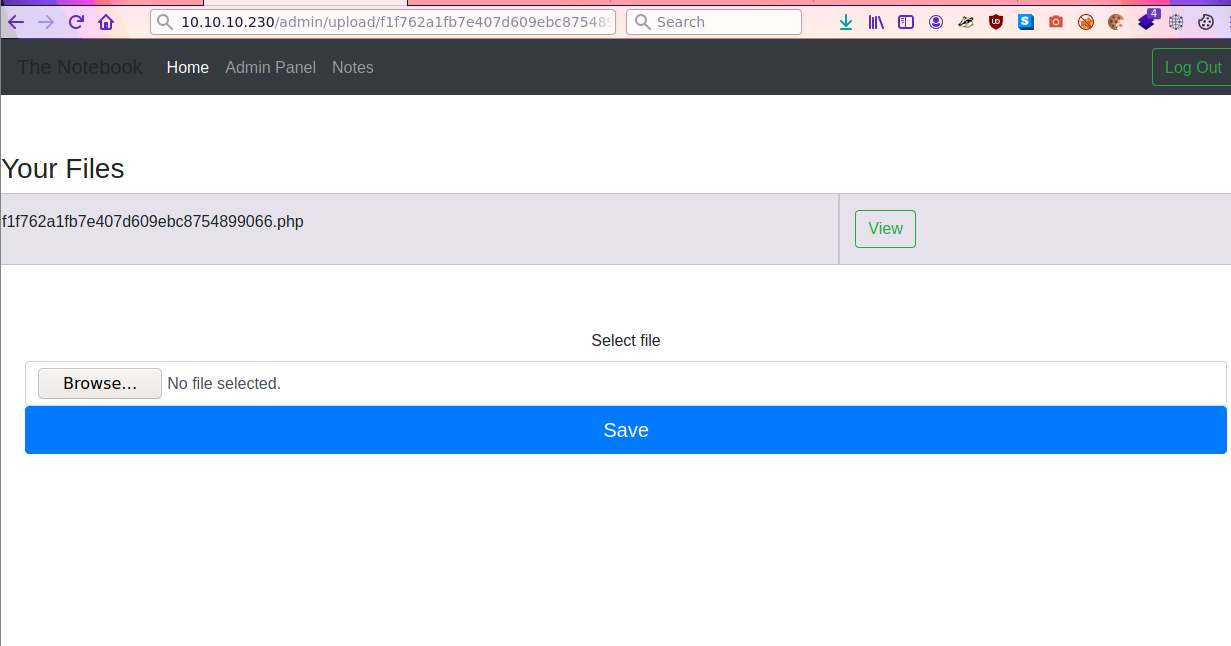 10.10.10.230/admin/upload/f1f762a1fb7e407d609ebc875489 Search 4
The Notebook Home Admin Panel Notes Log Out
Your Files
f1f762a1fb7e407d609ebc8754899066.php View
Select file
Browse... No file selected.
Save